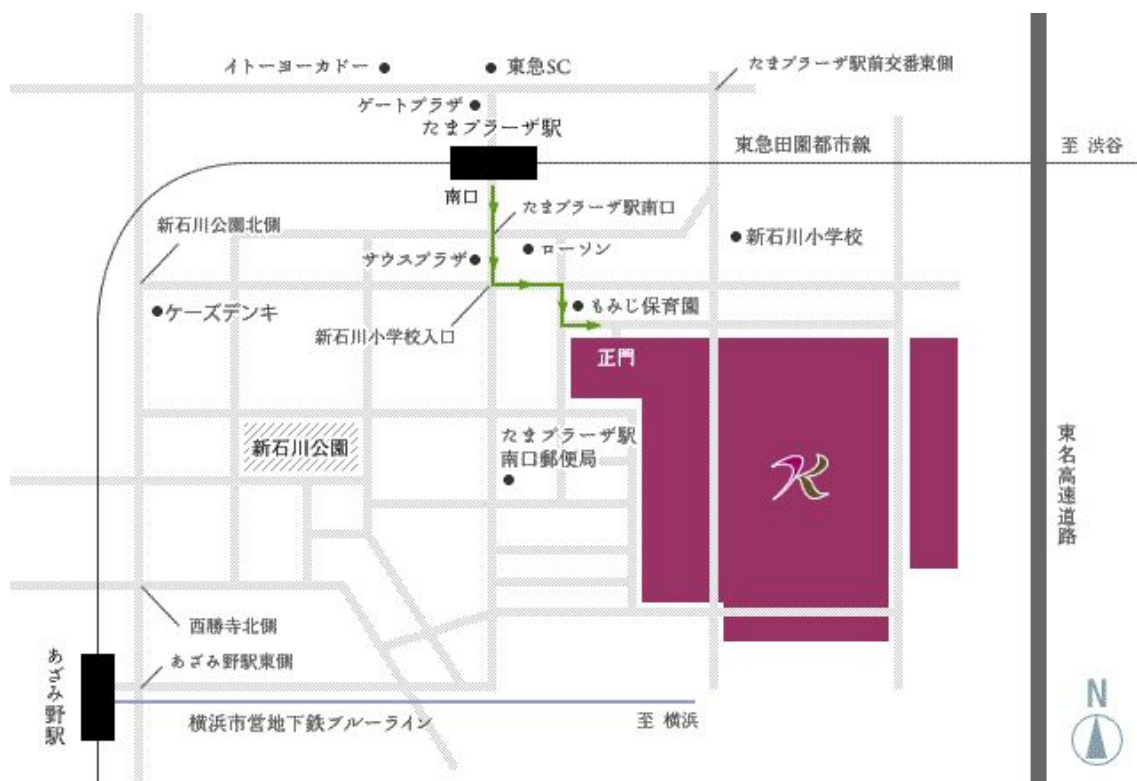 イトーヨーカドー
東急SC
たまプラーザ駅前交番東側
ゲートプラザ
たまプラーザ駅
東急田園都市線
至 渋谷
南口
たまプラーザ駅南口
新石川公園北側
ローソン
新石川小学校
サウスプラザ
ケーズデンキ
もみじ保育園
新石川小学校入口
正門
新石川公園
たまプラーザ駅
南口郵便局
東名高速道路
西勝寺北側
あざみ野駅
あざみ野駅東側
横浜市営地下鉄ブルーライン
至 横浜
N